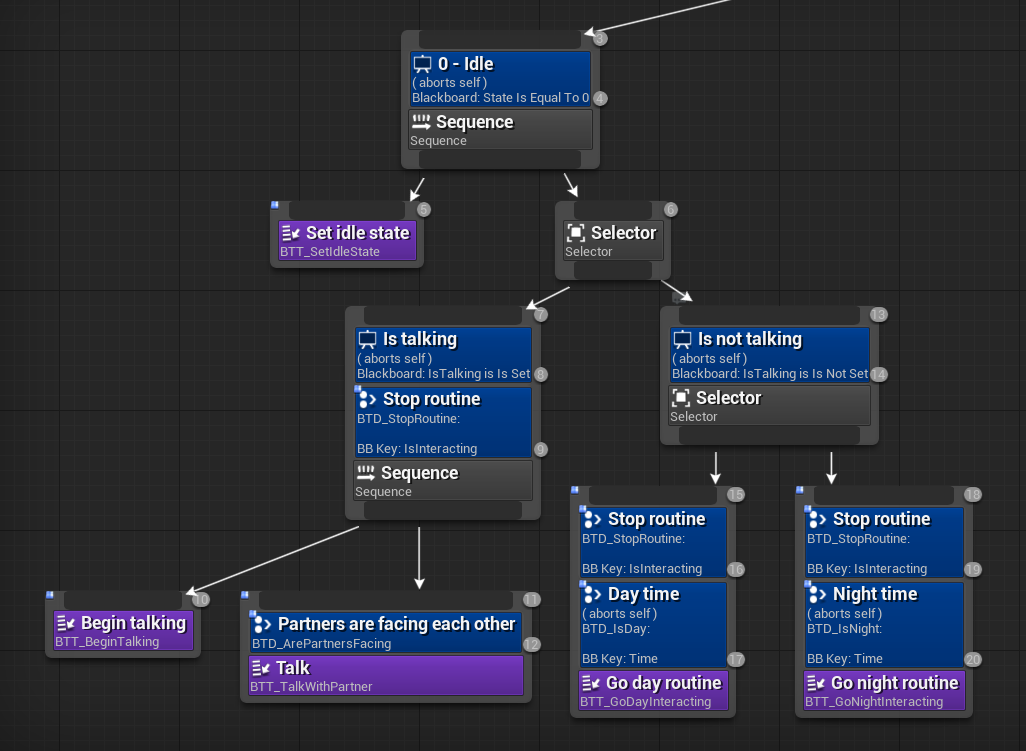 3
0 - Idle
( aborts self )
Blackboard: State Is Equal To 0
4
Sequence
Sequence
5
Set idle state
BTT_SetIdleState
6
Selector
Selector
7
Is talking
( aborts self )
Blackboard: IsTalking is Is Set
8
Stop routine
BTD_StopRoutine:
BB Key: IsInteracting
9
Sequence
Sequence
13
Is not talking
( aborts self )
Blackboard: IsTalking is Is Not Set
14
Selector
Selector
10
Begin talking
BTT_BeginTalking
11
Partners are facing each other
BTD_ArePartnersFacing
12
Talk
BTT_TalkWithPartner
15
Stop routine
BTD_StopRoutine:
BB Key: IsInteracting
16
Day time
( aborts self )
BTD_IsDay:
BB Key: Time
17
Go day routine
BTT_GoDayInteracting
18
Stop routine
BTD_StopRoutine:
BB Key: IsInteracting
19
Night time
( aborts self )
BTD_IsNight:
BB Key: Time
20
Go night routine
BTT_GoNightInteracting